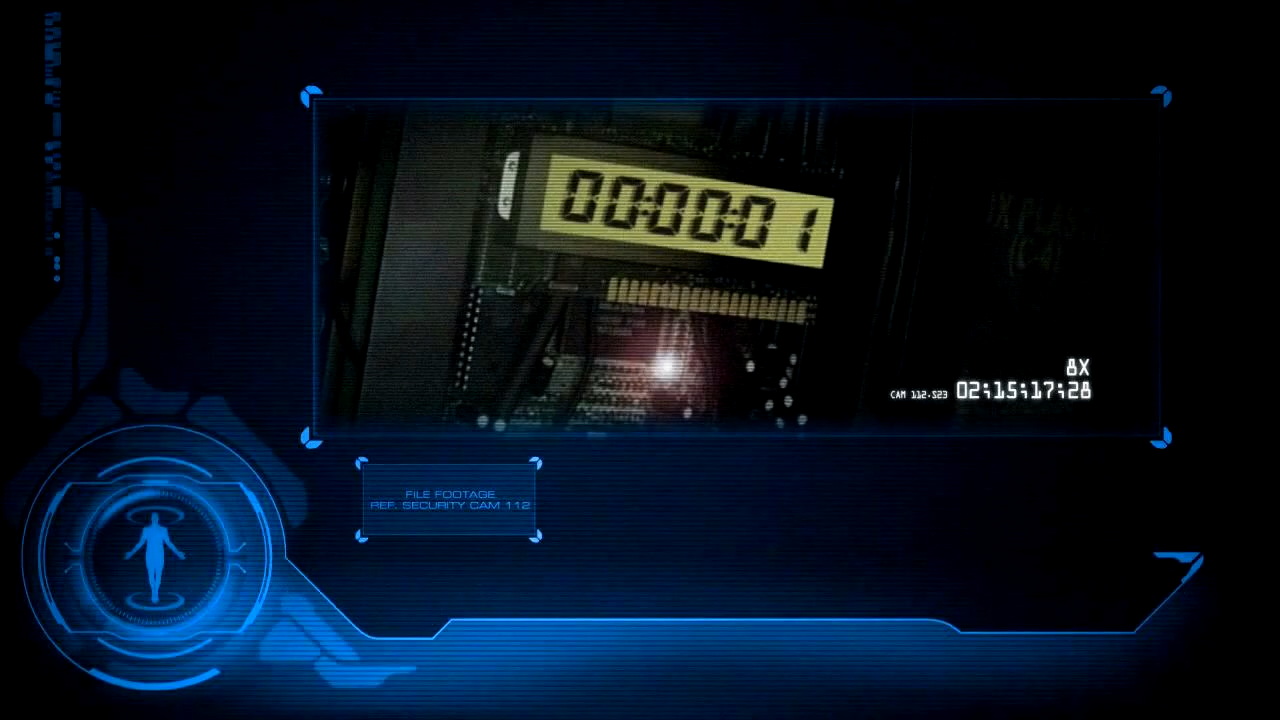 00:00:01
8X
CAM 112.S23 02:15:17:28
FILE FOOTAGE
REF. SECURITY CAM 112